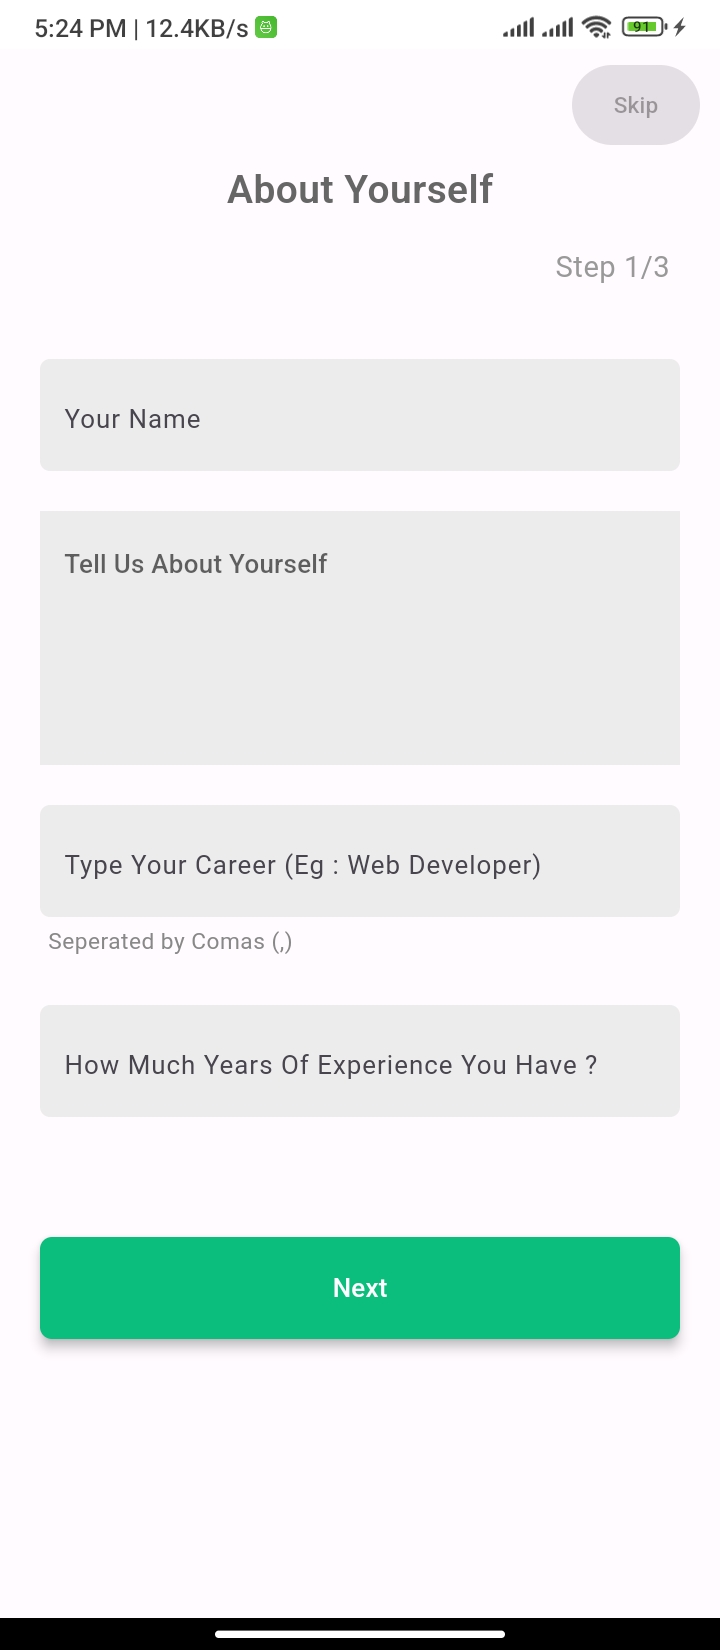 5:24 PM | 12.4KB/s
91
Skip
About Yourself
Step 1/3
Your Name
Tell Us About Yourself
Type Your Career (Eg : Web Developer)
Seperated by Comas (,)
How Much Years Of Experience You Have ?
Next